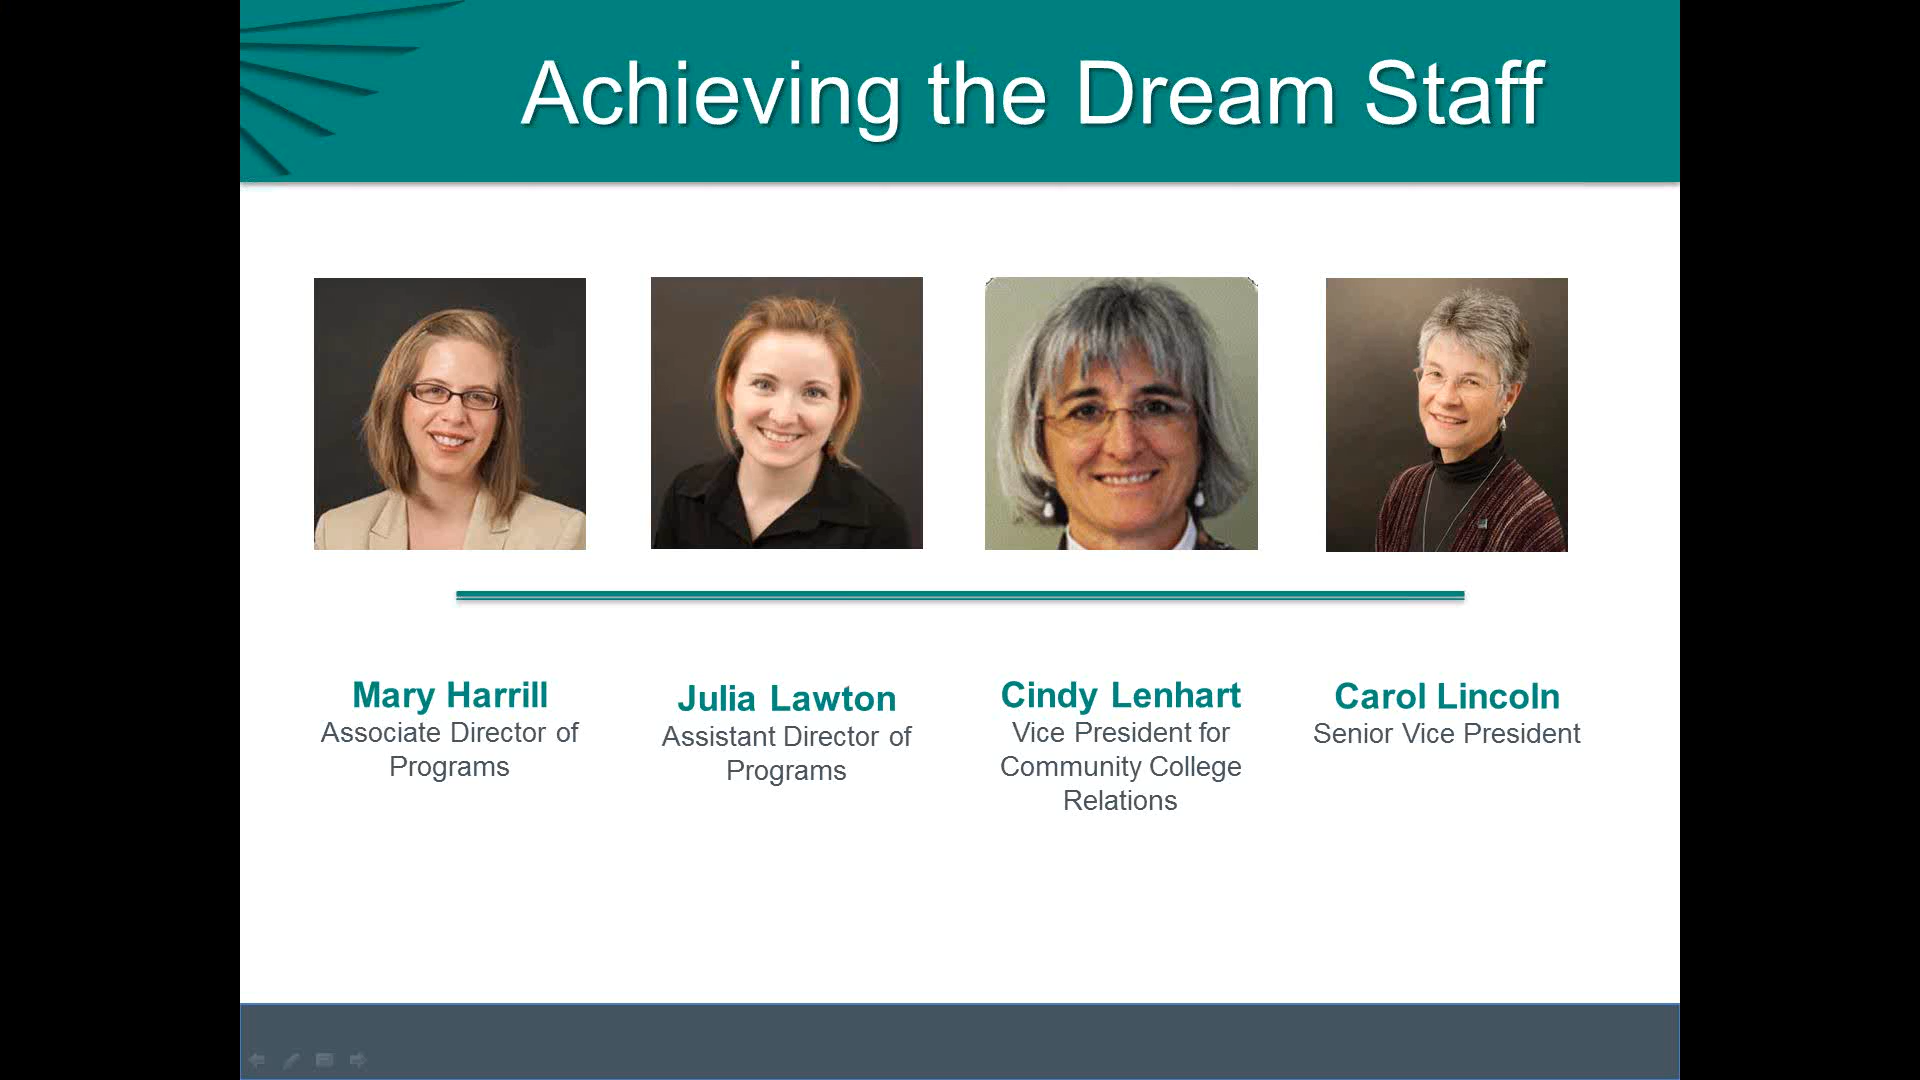 Achieving the Dream Staff
Mary Harrill
Associate Director of
Programs
Julia Lawton
Assistant Director of
Programs
Cindy Lenhart
Vice President for
Community College
Relations
Carol Lincoln
Senior Vice President